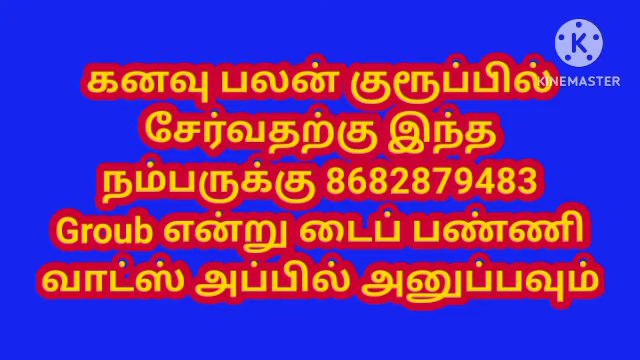 கனவு பலன் குரூப்பில்
சேர்வதற்கு இந்த
நம்பருக்கு 8682879483
Groub என்று டைப் பண்ணி
வாட்ஸ் அப்பில் அனுப்பவும்
K
KINEMASTER